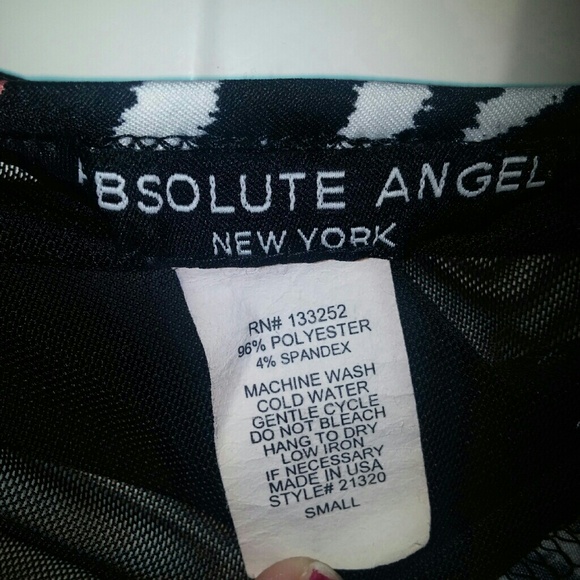 ABSOLUTE ANGEL
NEW YORK
RN# 133252
96% POLYESTER
4% SPANDEX
MACHINE WASH
COLD WATER
GENTLE CYCLE
DO NOT BLEACH
HANG TO DRY
LOW IRON
IF NECESSARY
MADE IN USA
STYLE# 21320
SMALL